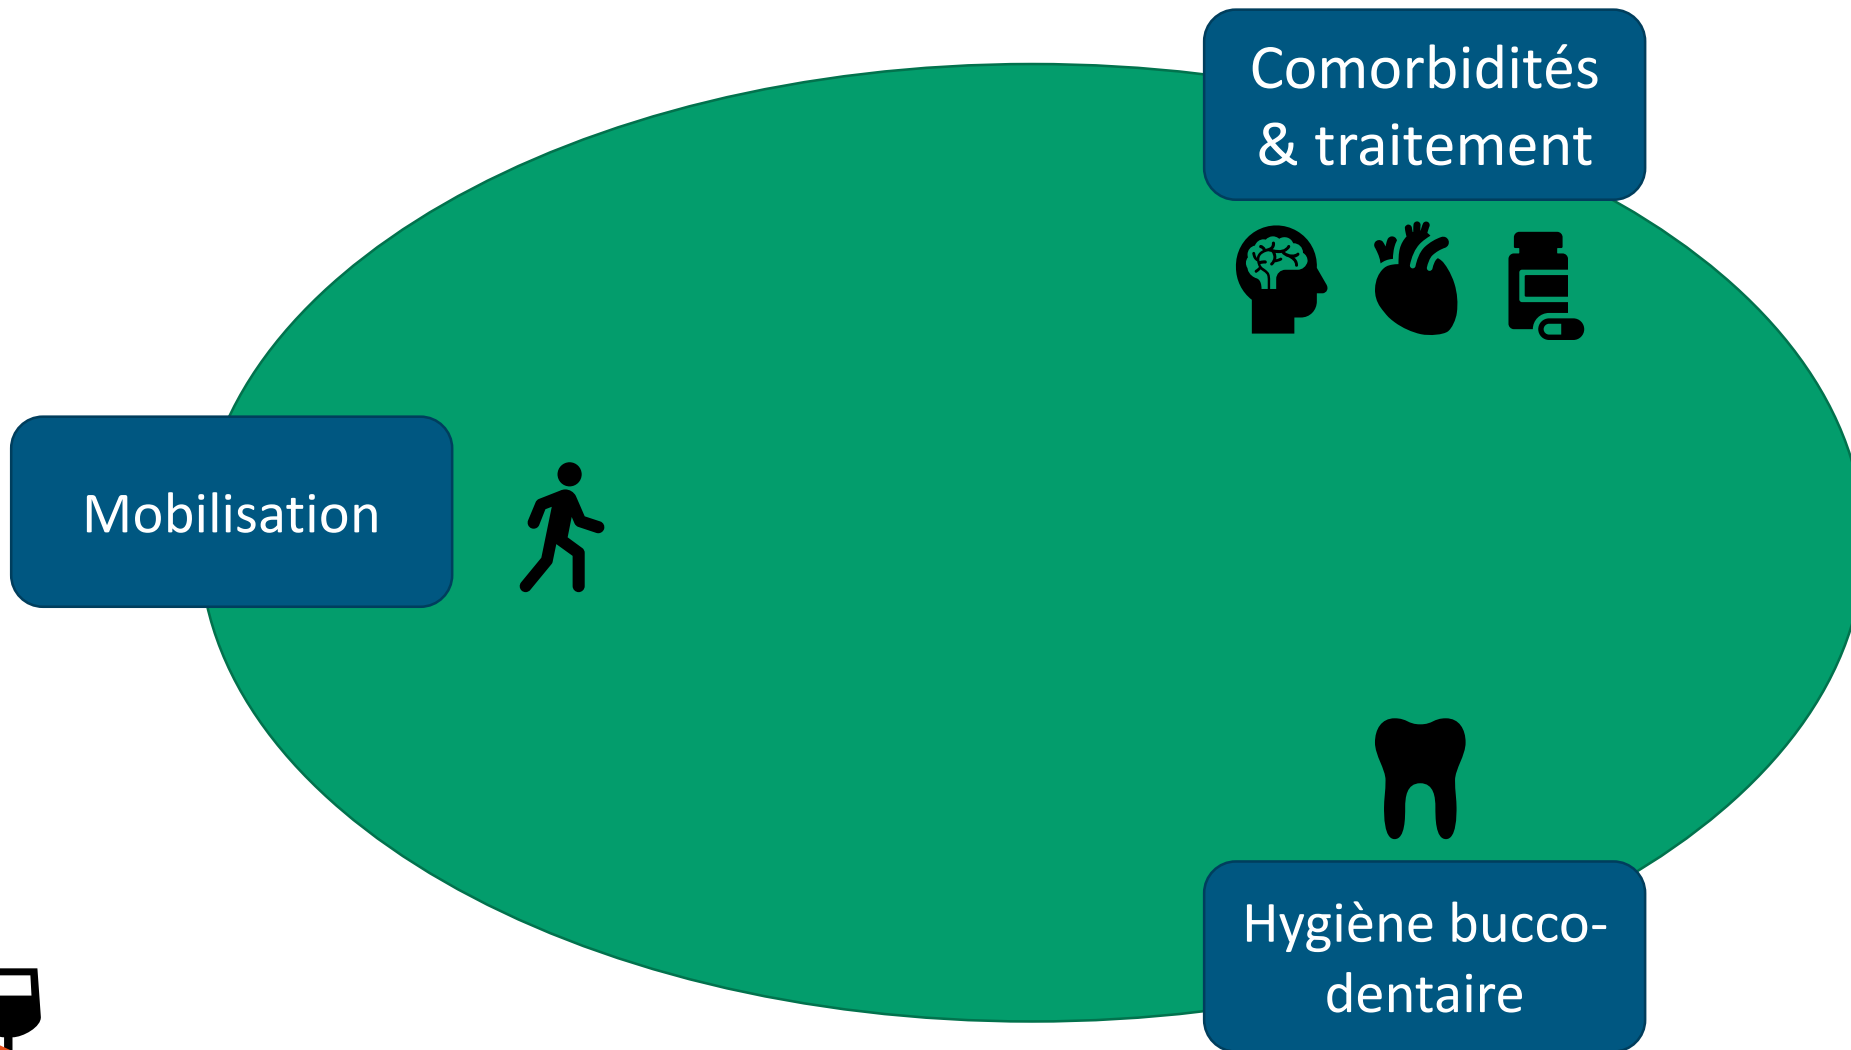 Comorbidités
& traitement
Mobilisation
Hygiène bucco-
dentaire